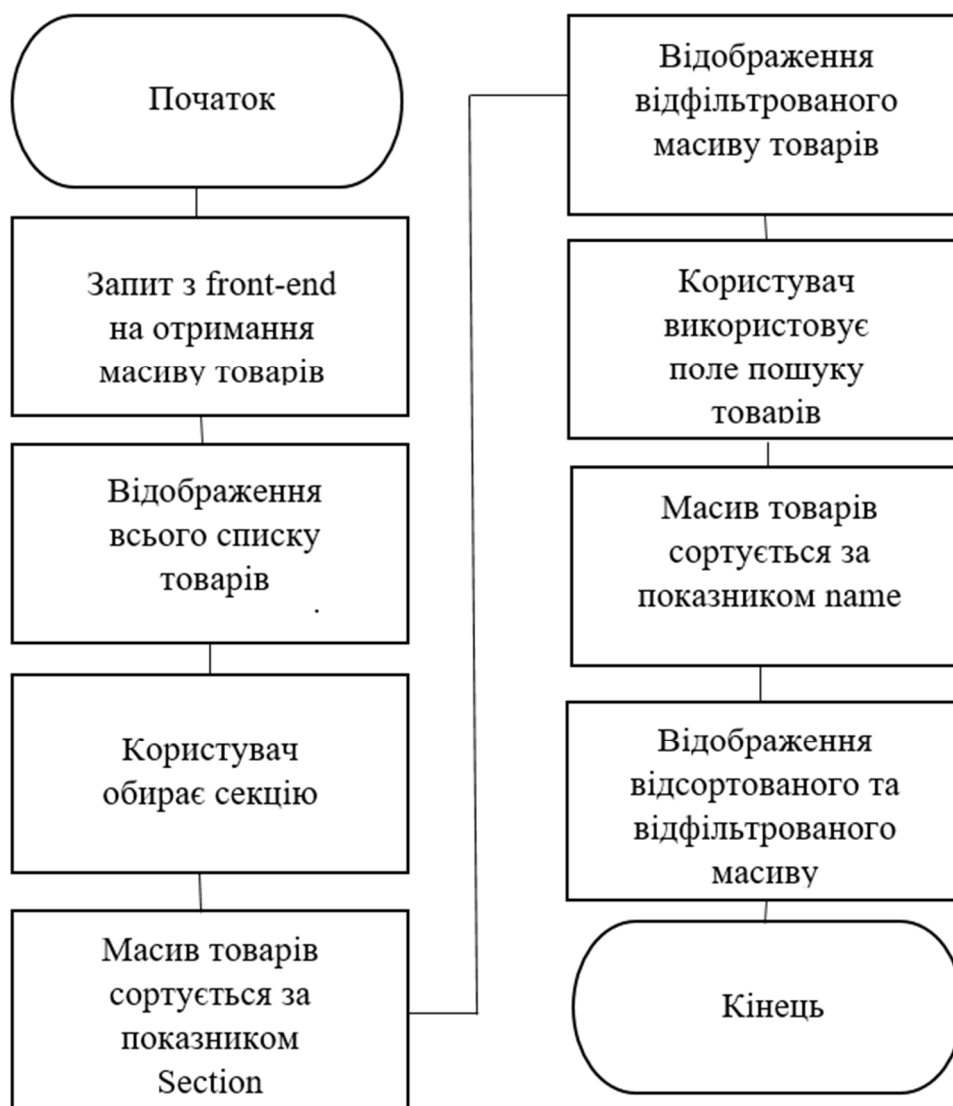 Початок
Запит з front-end
на отримання
масиву товарів
Відображення
всього списку
товарів
.
Користувач
обирає секцію
Масив товарів
сортується за
показником
Section
Відображення
відфільтрованого
масиву товарів
Користувач
використовує
поле пошуку
товарів
Масив товарів
сортується за
показником name
Відображення
відсортованого та
відфільтрованого
масиву
Кінець